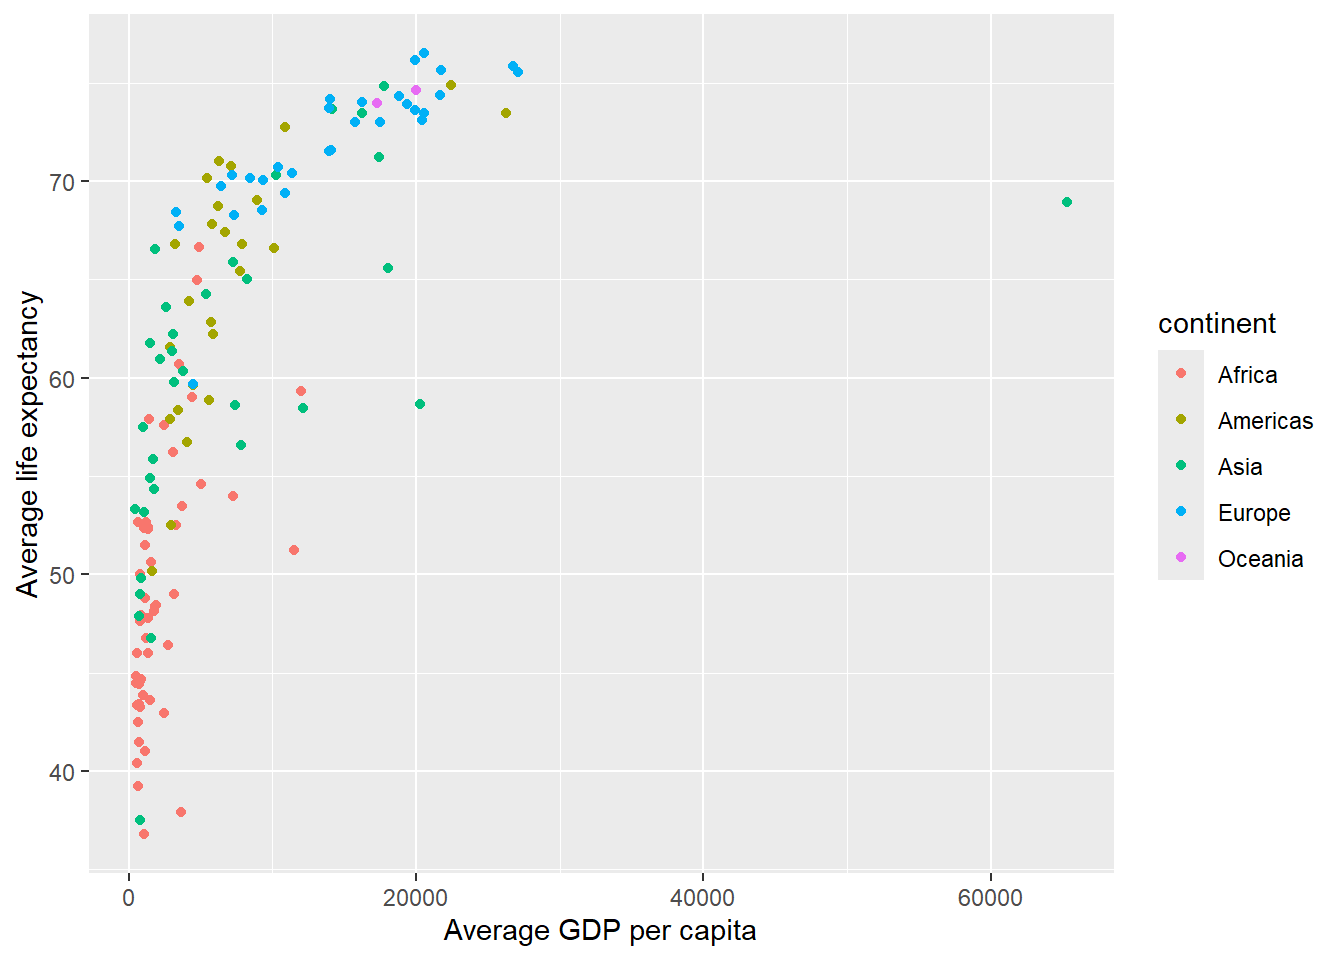 70
60
50
40
Average life expectancy
0
20000
40000
60000
Average GDP per capita
continent
Africa
Americas
Asia
Europe
Oceania